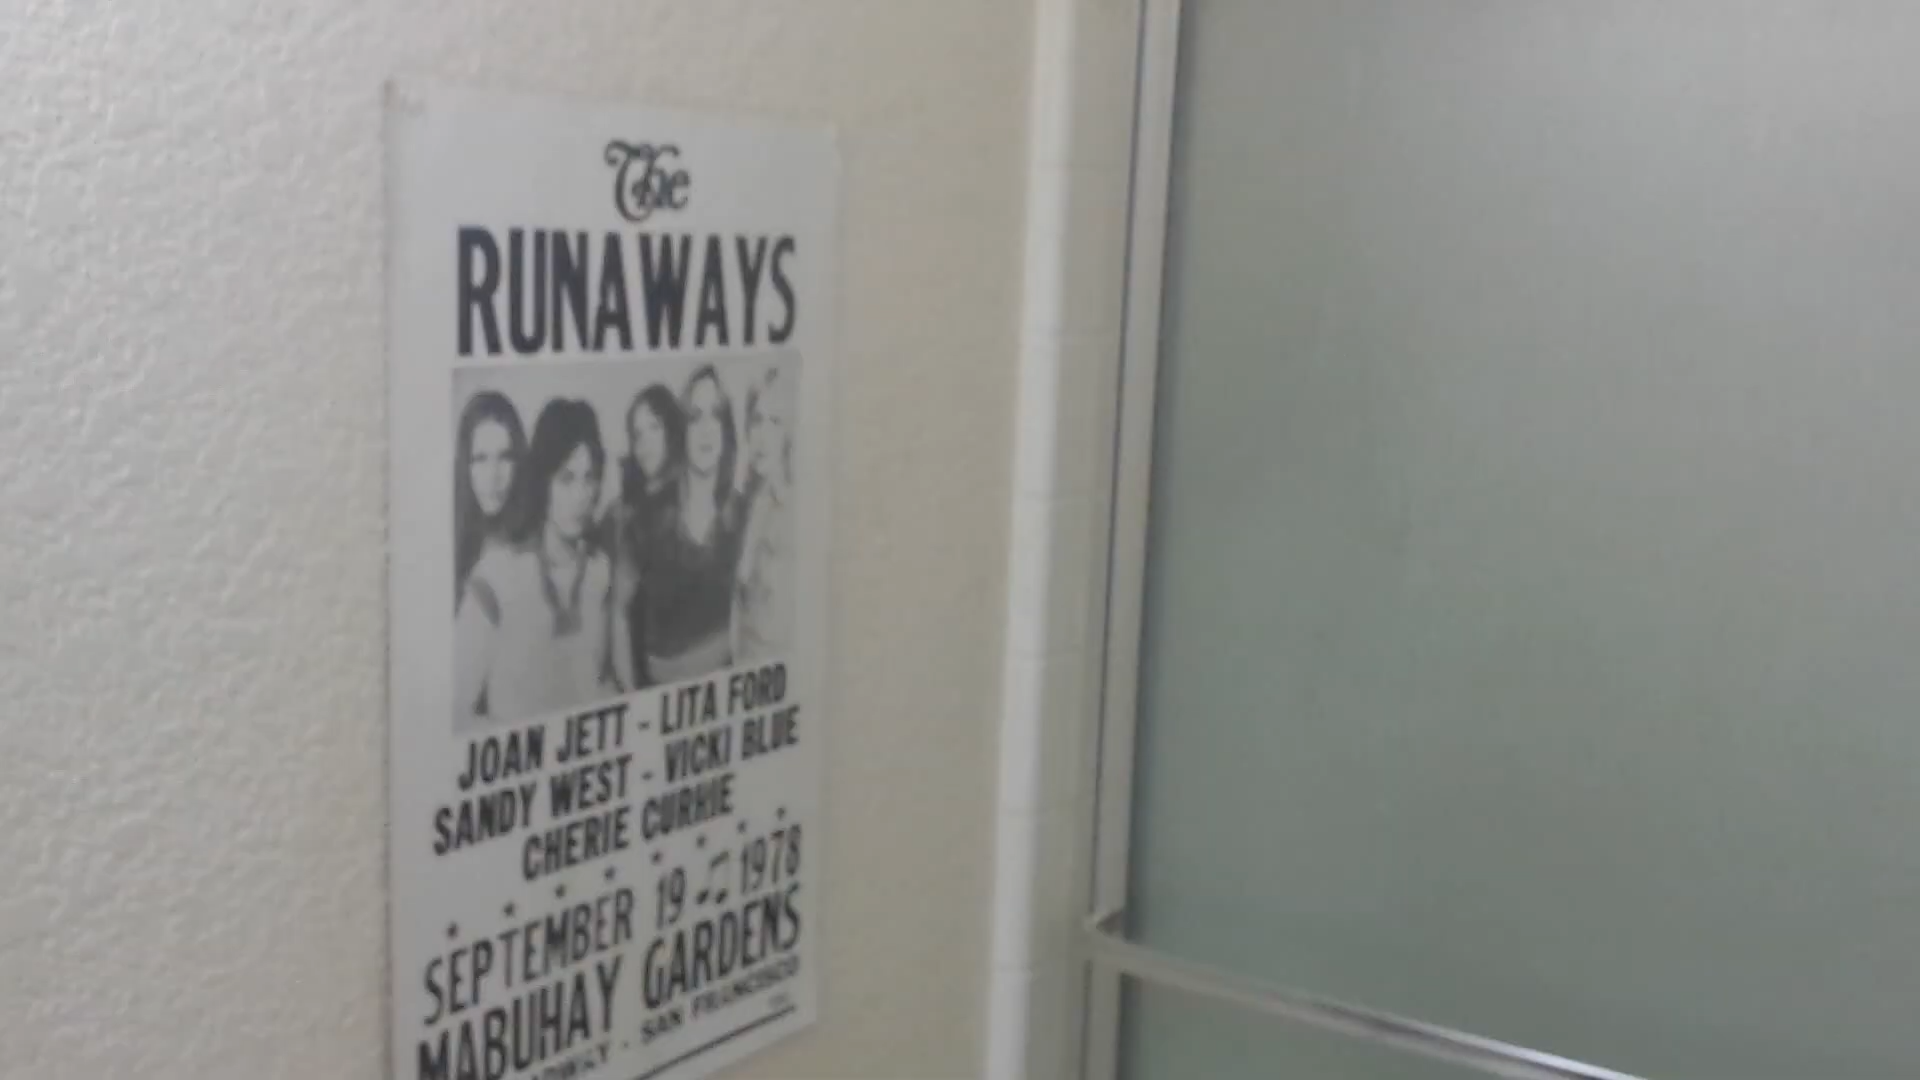 The
RUNAWAYS
JOAN JETT - LITA FORD
SANDY WEST - VICKI BLUE
CHERIE CURRIE
SEPTEMBER 19 ♫ 1978
MABUHAY GARDENS
- SAN FRANCISCO